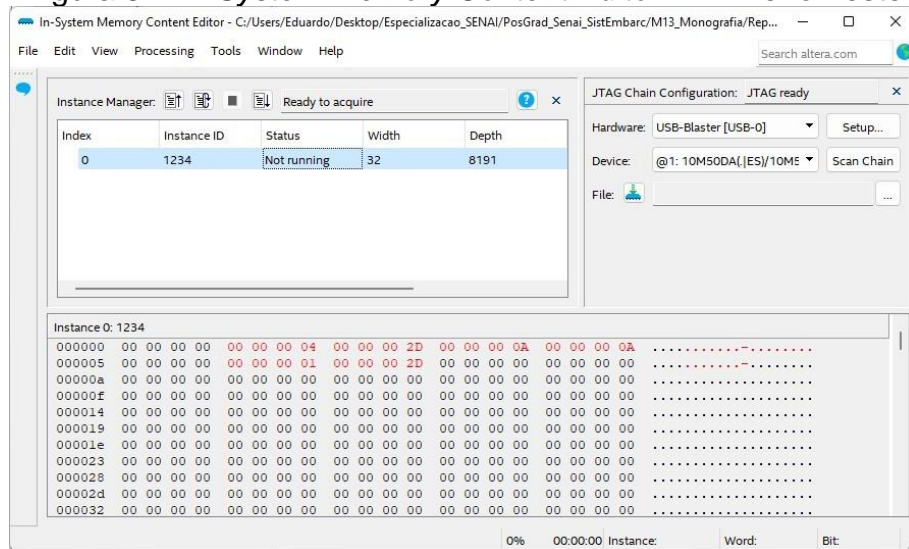 In-System Memory Content Editor - C:/Users/Eduardo/Desktop/Especializacao_SENAI/PosGrad_Senai_SistEmbarc/M13_Monografia/Rep...
File Edit View Processing Tools Window Help
Search altera.com
Instance Manager: Ready to acquire
JTAG Chain Configuration: JTAG ready
Index Instance ID Status Width Depth
0 1234 Not running 32 8191
Hardware: USB-Blaster [USB-0] Setup...
Device: @1: 10M50DA(.|ES)/10M5 Scan Chain
File: ...
Instance 0: 1234
000000 00 00 00 00 00 00 00 04 00 00 00 2D 00 00 00 0A 00 00 00 0A ...........-........
000005 00 00 00 00 00 00 00 01 00 00 00 2D 00 00 00 00 00 00 00 00 ...........-........
00000a 00 00 00 00 00 00 00 00 00 00 00 00 00 00 00 00 00 00 00 00 ....................
00000f 00 00 00 00 00 00 00 00 00 00 00 00 00 00 00 00 00 00 00 00 ....................
000014 00 00 00 00 00 00 00 00 00 00 00 00 00 00 00 00 00 00 00 00 ....................
000019 00 00 00 00 00 00 00 00 00 00 00 00 00 00 00 00 00 00 00 00 ....................
00001e 00 00 00 00 00 00 00 00 00 00 00 00 00 00 00 00 00 00 00 00 ....................
000023 00 00 00 00 00 00 00 00 00 00 00 00 00 00 00 00 00 00 00 00 ....................
000028 00 00 00 00 00 00 00 00 00 00 00 00 00 00 00 00 00 00 00 00 ....................
00002d 00 00 00 00 00 00 00 00 00 00 00 00 00 00 00 00 00 00 00 00 ....................
000032 00 00 00 00 00 00 00 00 00 00 00 00 00 00 00 00 00 00 00 00 ....................
0% 00:00:00 Instance: Word: Bit: